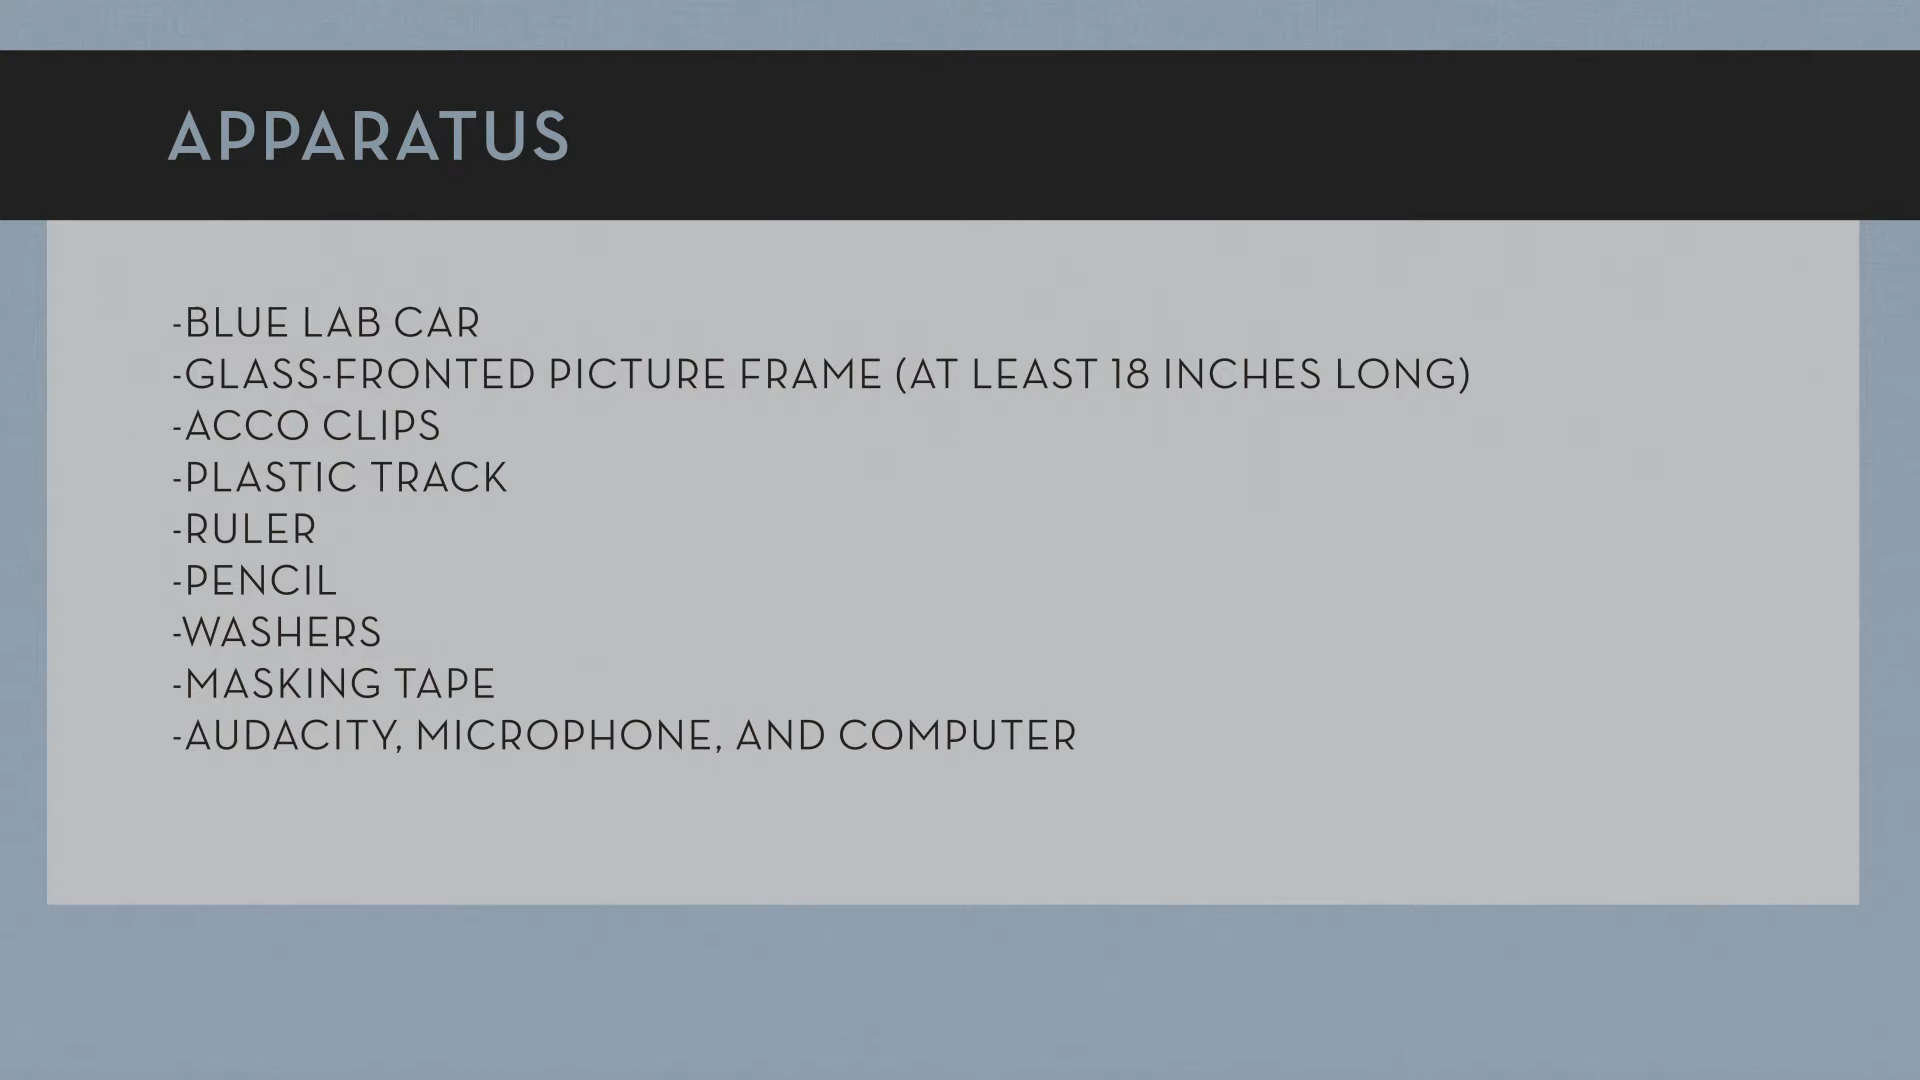 APPARATUS
-BLUE LAB CAR
-GLASS-FRONTED PICTURE FRAME (AT LEAST 18 INCHES LONG)
-ACCO CLIPS
-PLASTIC TRACK
-RULER
-PENCIL
-WASHERS
-MASKING TAPE
-AUDACITY, MICROPHONE, AND COMPUTER